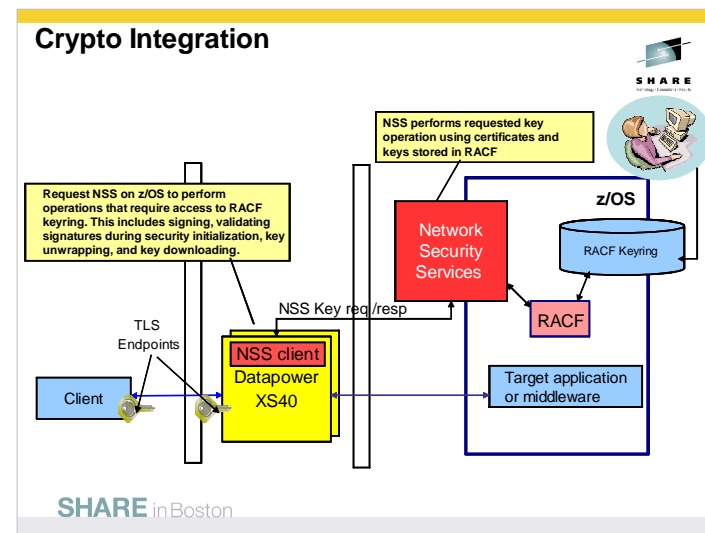 Crypto Integration
S H A R E
Technology · Connections · Results
NSS performs requested key
operation using certificates and
keys stored in RACF
Request NSS on z/OS to perform
operations that require access to RACF
keyring. This includes signing, validating
signatures during security initialization, key
unwrapping, and key downloading.
z/OS
Network
Security
Services
RACF Keyring
NSS Key req./resp
RACF
TLS
Endpoints
NSS client
Datapower
XS40
Client
Target application
or middleware
SHARE in Boston